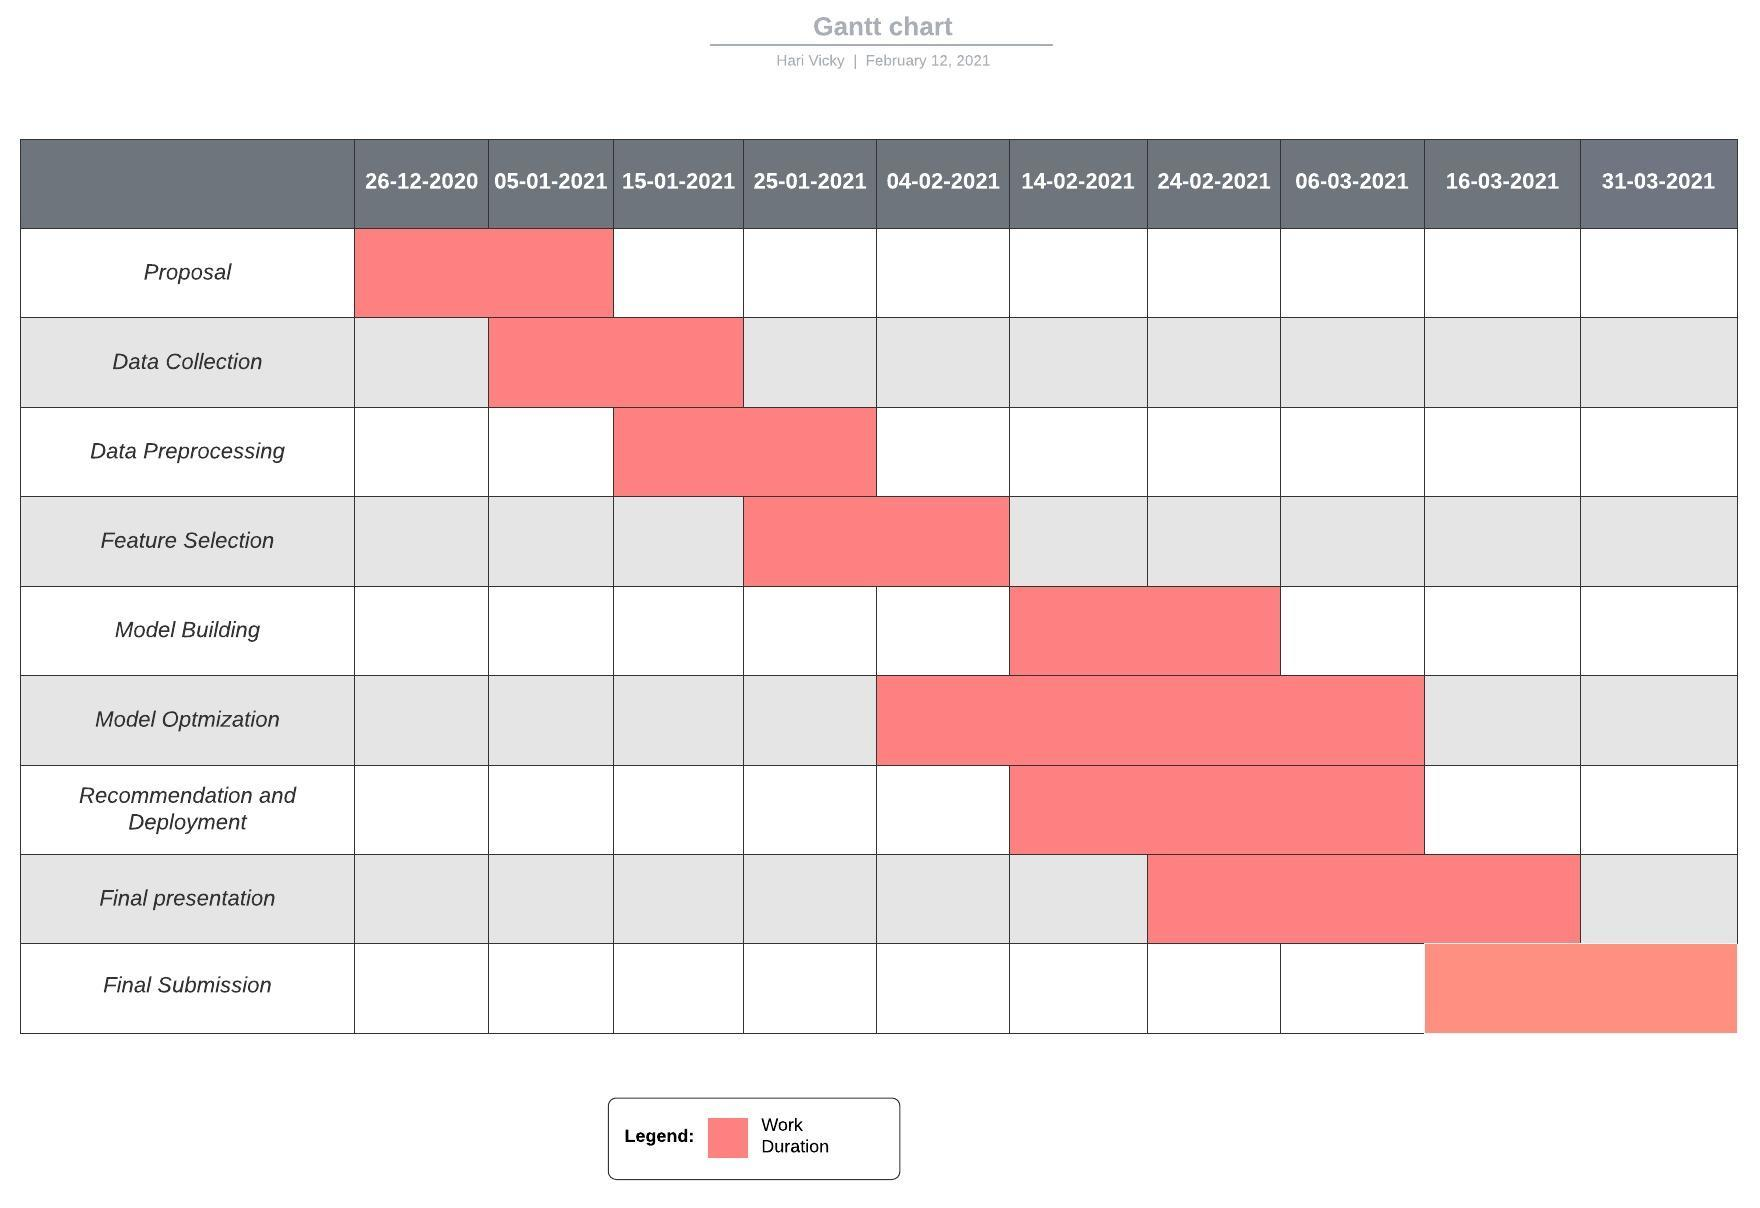 Gantt chart
Hari Vicky | February 12, 2021
26-12-2020 05-01-2021 15-01-2021 25-01-2021 04-02-2021 14-02-2021 24-02-2021 06-03-2021 16-03-2021 31-03-2021
Proposal
Data Collection
Data Preprocessing
Feature Selection
Model Building
Model Optmization
Recommendation and
Deployment
Final presentation
Final Submission
Legend:
Work
Duration